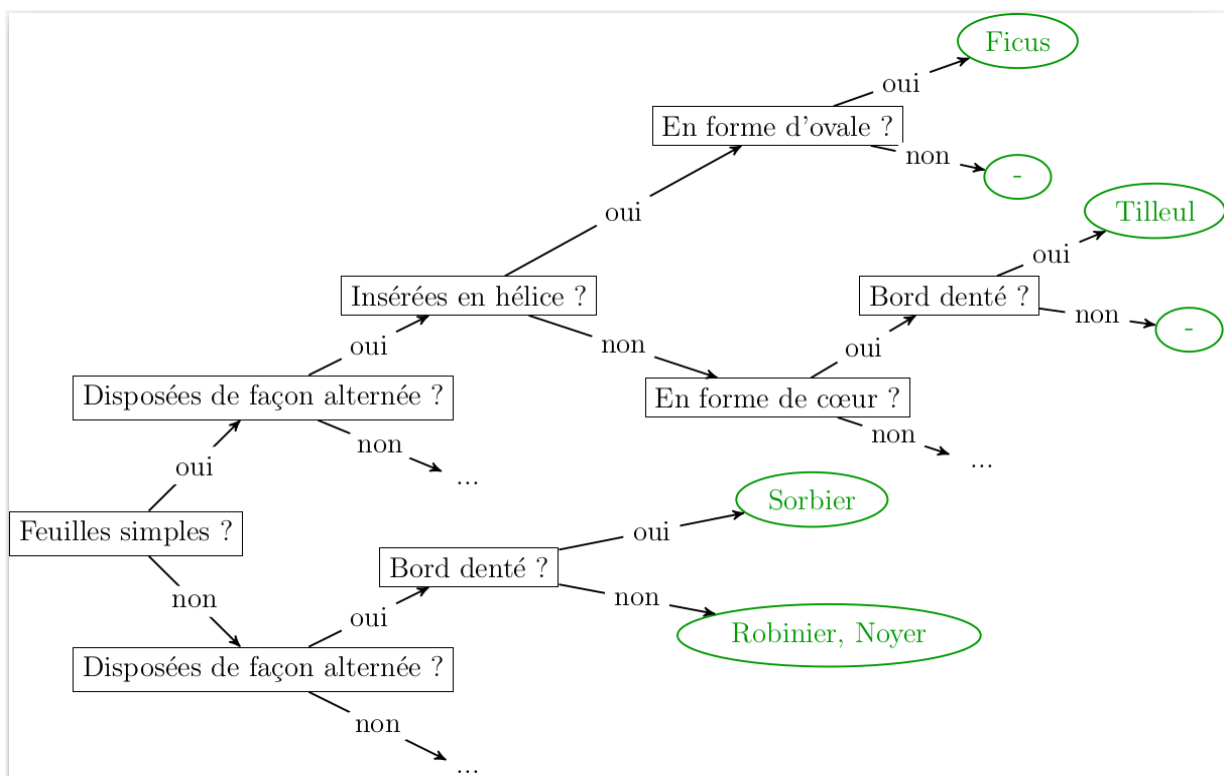 Ficus
oui
En forme d'ovale ?
non
-
Tilleul
oui
oui
Insérées en hélice ?
Bord denté ?
non
-
oui
non
oui
Disposées de façon alternée ?
En forme de cœur ?
non
non
...
oui
...
Sorbier
Feuilles simples ?
oui
Bord denté ?
non
non
oui
Robinier, Noyer
Disposées de façon alternée ?
non
...